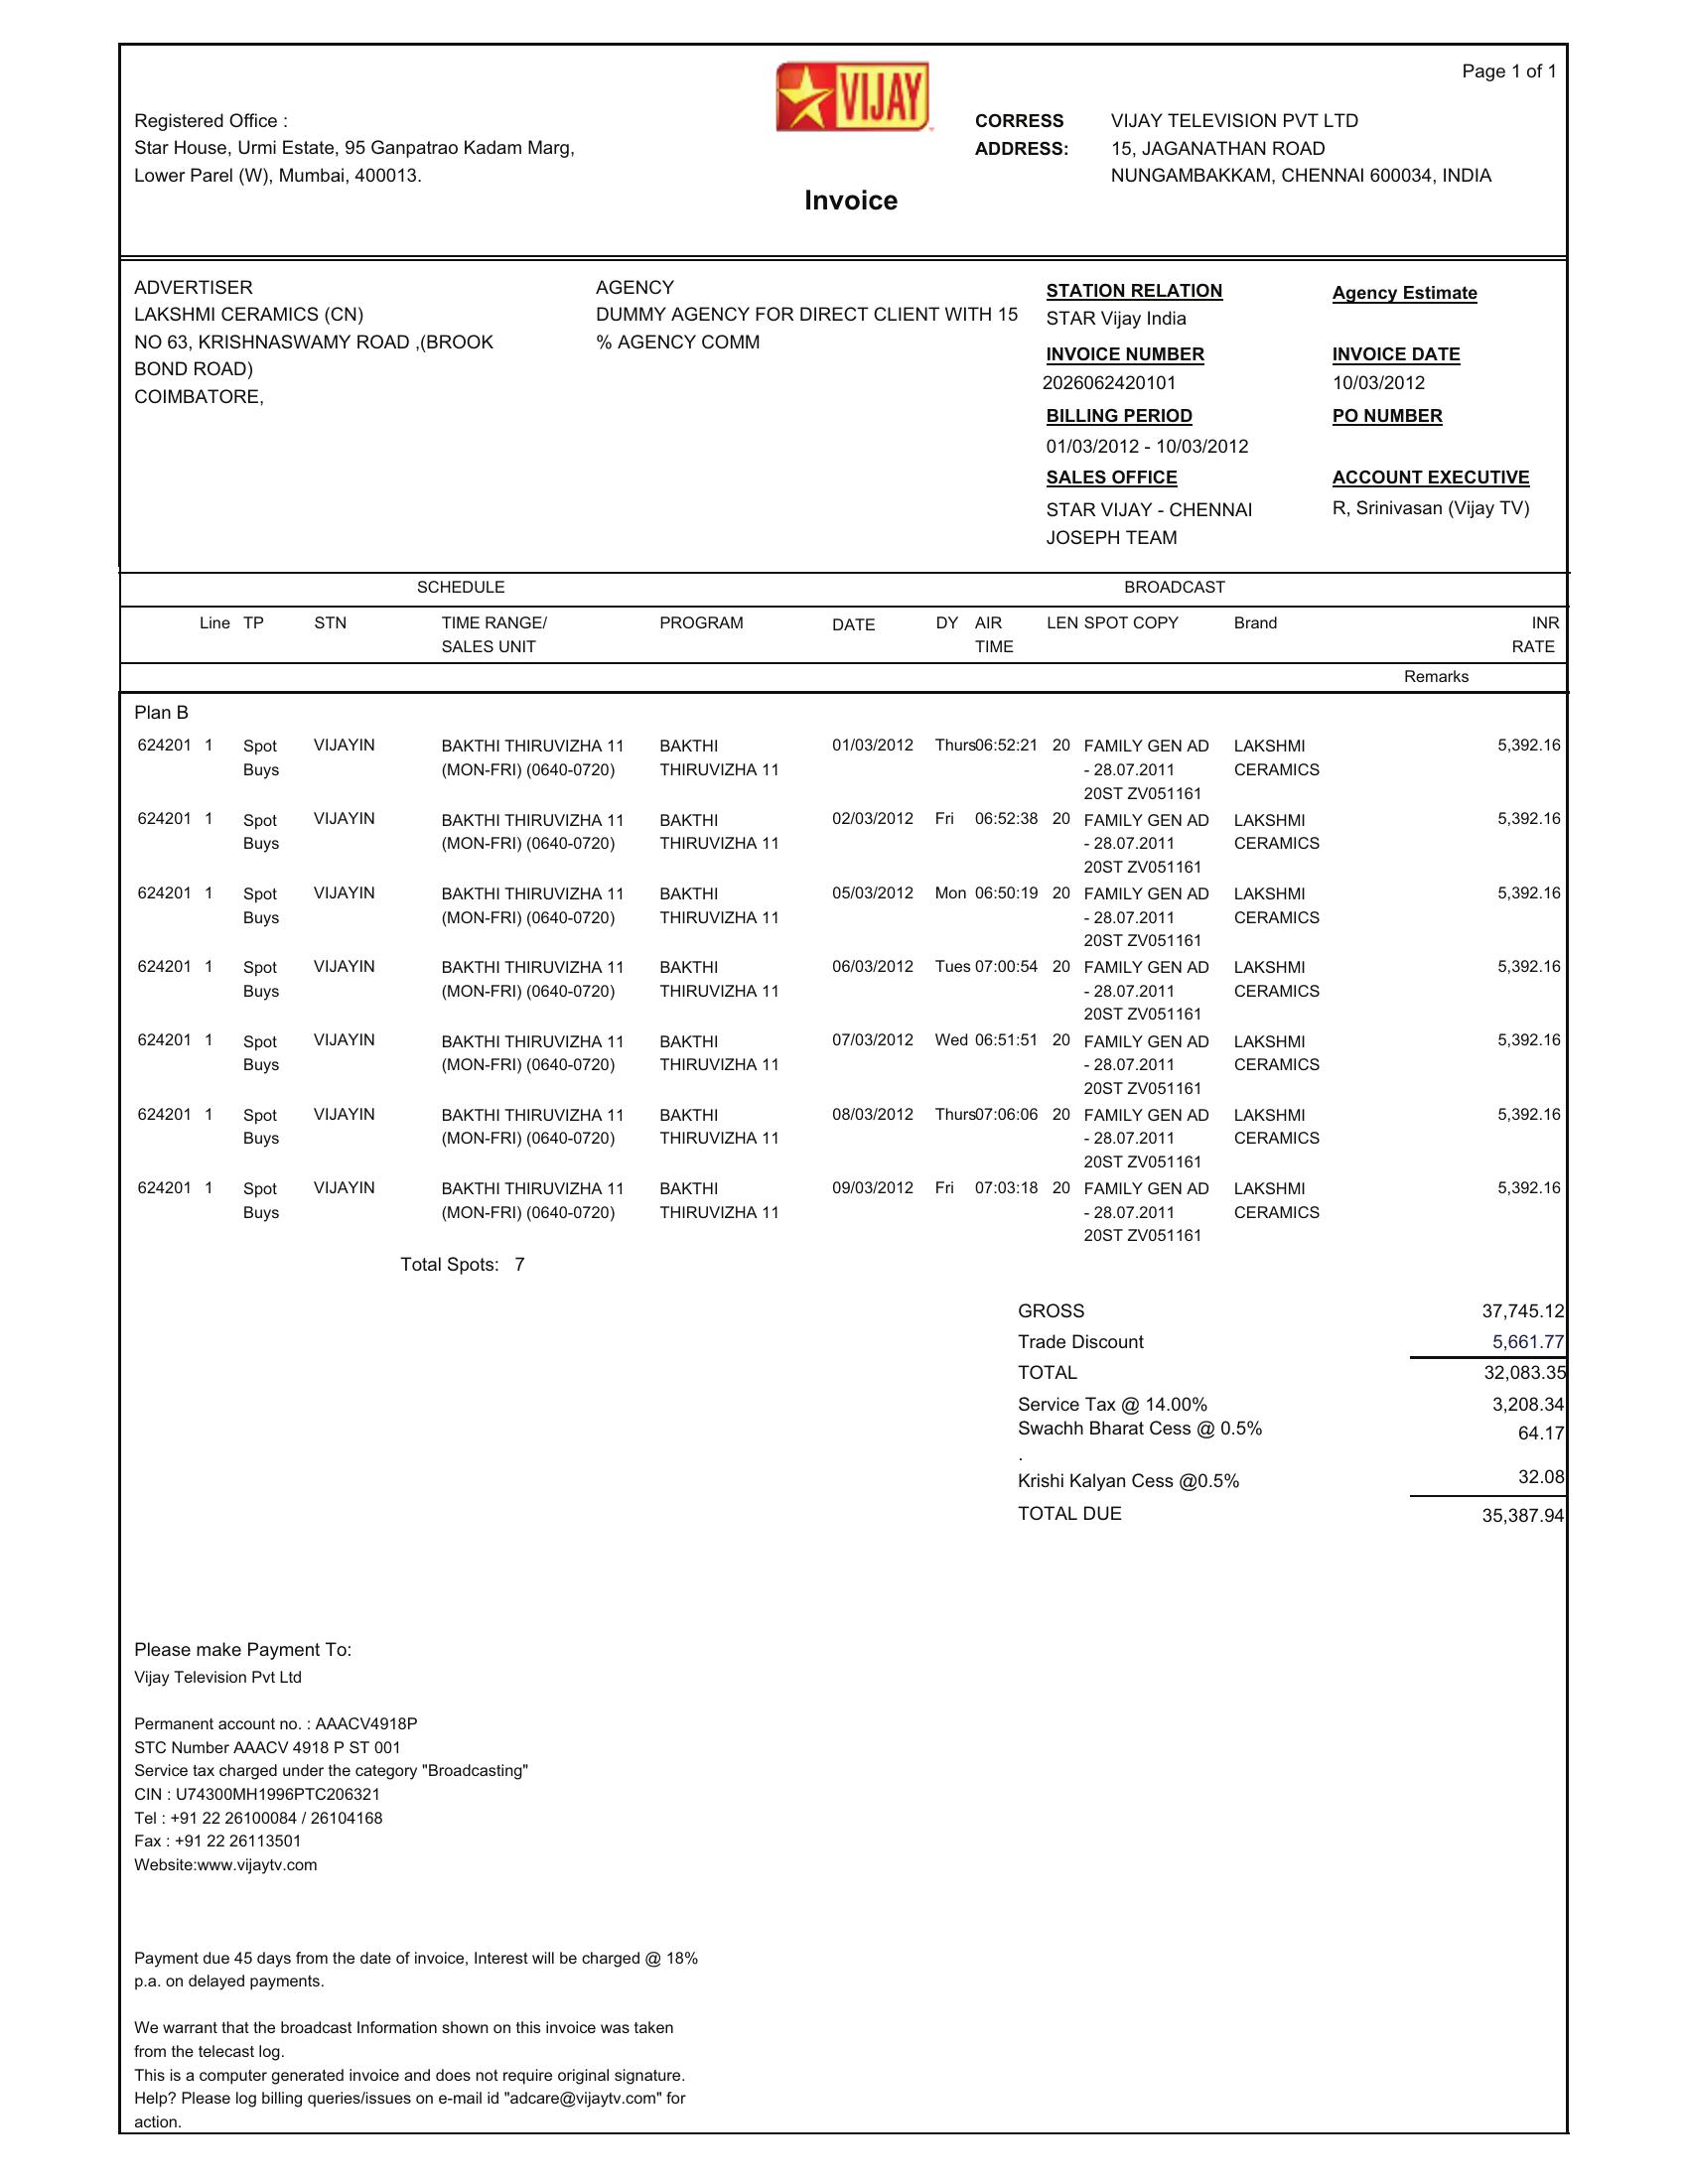 Page 1 of 1
VIJAY
Registered Office :
Star House, Urmi Estate, 95 Ganpatrao Kadam Marg,
Lower Parel (W), Mumbai, 400013.
CORRESS ADDRESS:
VIJAY TELEVISION PVT LTD
15, JAGANATHAN ROAD
NUNGAMBAKKAM, CHENNAI 600034, INDIA
Invoice
ADVERTISER
LAKSHMI CERAMICS (CN)
NO 63, KRISHNASWAMY ROAD ,(BROOK
BOND ROAD)
COIMBATORE,
AGENCY
DUMMY AGENCY FOR DIRECT CLIENT WITH 15
% AGENCY COMM
STATION RELATION
STAR Vijay India
Agency Estimate
INVOICE NUMBER
2026062420101
INVOICE DATE
10/03/2012
BILLING PERIOD
01/03/2012 - 10/03/2012
PO NUMBER
SALES OFFICE
STAR VIJAY - CHENNAI
JOSEPH TEAM
ACCOUNT EXECUTIVE
R, Srinivasan (Vijay TV)
SCHEDULE BROADCAST
Line TP STN TIME RANGE/ PROGRAM DATE DY AIR LEN SPOT COPY Brand INR
SALES UNIT TIME RATE
Remarks
Plan B
624201 1 Spot VIJAYIN BAKTHI THIRUVIZHA 11 BAKTHI 01/03/2012 Thurs06:52:21 20 FAMILY GEN AD LAKSHMI 5,392.16
Buys (MON-FRI) (0640-0720) THIRUVIZHA 11 - 28.07.2011 CERAMICS
20ST ZV051161
624201 1 Spot VIJAYIN BAKTHI THIRUVIZHA 11 BAKTHI 02/03/2012 Fri 06:52:38 20 FAMILY GEN AD LAKSHMI 5,392.16
Buys (MON-FRI) (0640-0720) THIRUVIZHA 11 - 28.07.2011 CERAMICS
20ST ZV051161
624201 1 Spot VIJAYIN BAKTHI THIRUVIZHA 11 BAKTHI 05/03/2012 Mon 06:50:19 20 FAMILY GEN AD LAKSHMI 5,392.16
Buys (MON-FRI) (0640-0720) THIRUVIZHA 11 - 28.07.2011 CERAMICS
20ST ZV051161
624201 1 Spot VIJAYIN BAKTHI THIRUVIZHA 11 BAKTHI 06/03/2012 Tues 07:00:54 20 FAMILY GEN AD LAKSHMI 5,392.16
Buys (MON-FRI) (0640-0720) THIRUVIZHA 11 - 28.07.2011 CERAMICS
20ST ZV051161
624201 1 Spot VIJAYIN BAKTHI THIRUVIZHA 11 BAKTHI 07/03/2012 Wed 06:51:51 20 FAMILY GEN AD LAKSHMI 5,392.16
Buys (MON-FRI) (0640-0720) THIRUVIZHA 11 - 28.07.2011 CERAMICS
20ST ZV051161
624201 1 Spot VIJAYIN BAKTHI THIRUVIZHA 11 BAKTHI 08/03/2012 Thurs07:06:06 20 FAMILY GEN AD LAKSHMI 5,392.16
Buys (MON-FRI) (0640-0720) THIRUVIZHA 11 - 28.07.2011 CERAMICS
20ST ZV051161
624201 1 Spot VIJAYIN BAKTHI THIRUVIZHA 11 BAKTHI 09/03/2012 Fri 07:03:18 20 FAMILY GEN AD LAKSHMI 5,392.16
Buys (MON-FRI) (0640-0720) THIRUVIZHA 11 - 28.07.2011 CERAMICS
20ST ZV051161
Total Spots: 7
GROSS 37,745.12
Trade Discount 5,661.77
TOTAL 32,083.35
Service Tax @ 14.00% 3,208.34
Swachh Bharat Cess @ 0.5% 64.17
.
Krishi Kalyan Cess @0.5% 32.08
TOTAL DUE 35,387.94
Please make Payment To:
Vijay Television Pvt Ltd
Permanent account no. : AAACV4918P
STC Number AAACV 4918 P ST 001
Service tax charged under the category "Broadcasting"
CIN : U74300MH1996PTC206321
Tel : +91 22 26100084 / 26104168
Fax : +91 22 26113501
Website:www.vijaytv.com
Payment due 45 days from the date of invoice, Interest will be charged @ 18%
p.a. on delayed payments.
We warrant that the broadcast Information shown on this invoice was taken
from the telecast log.
This is a computer generated invoice and does not require original signature.
Help? Please log billing queries/issues on e-mail id "adcare@vijaytv.com" for
action.